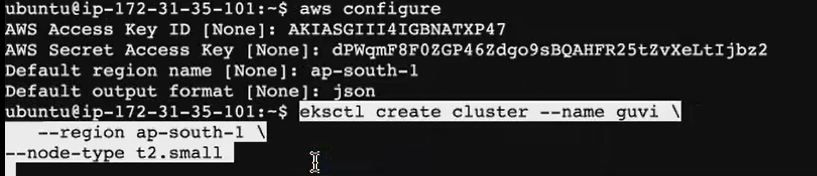 ubuntu@ip-172-31-35-101:~$ aws configure
AWS Access Key ID [None]: AKIASGIII4IGBNATXP47
AWS Secret Access Key [None]: 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
Default region name [None]: ap-south-1
Default output format [None]: json
ubuntu@ip-172-31-35-101:~$ eksctl create cluster --name guvi \
--region ap-south-1 \
--node-type t2.small